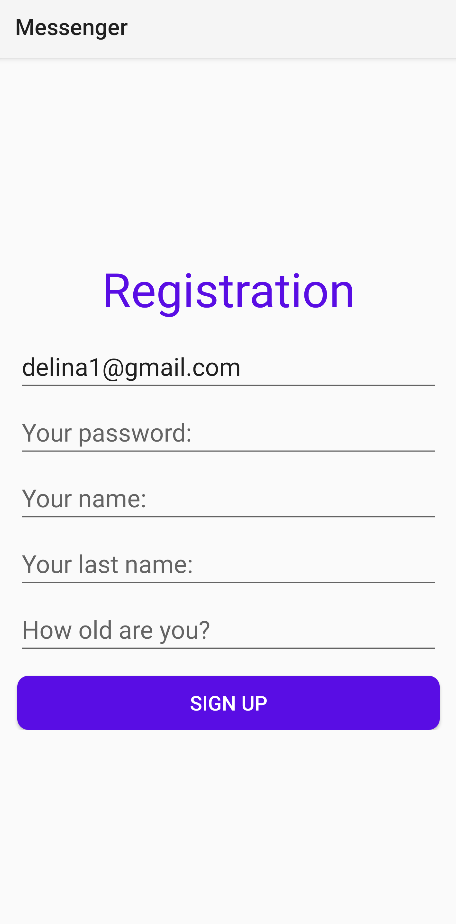 Messenger
Registration
delina1@gmail.com
Your password:
Your name:
Your last name:
How old are you?
SIGN UP